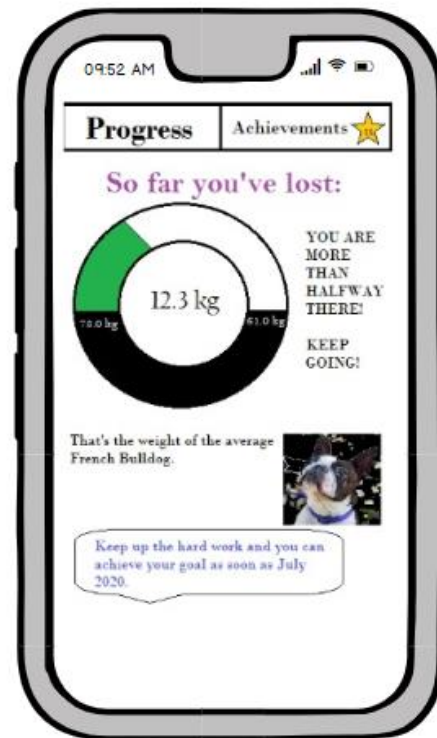 09:52 AM
Progress
Achievements
So far you've lost:
12.3 kg
78.0 kg
61.0 kg
YOU ARE
MORE
THAN
HALFWAY
THERE!
KEEP
GOING!
That's the weight of the average
French Bulldog.
Keep up the hard work and you can
achieve your goal as soon as July
2020.